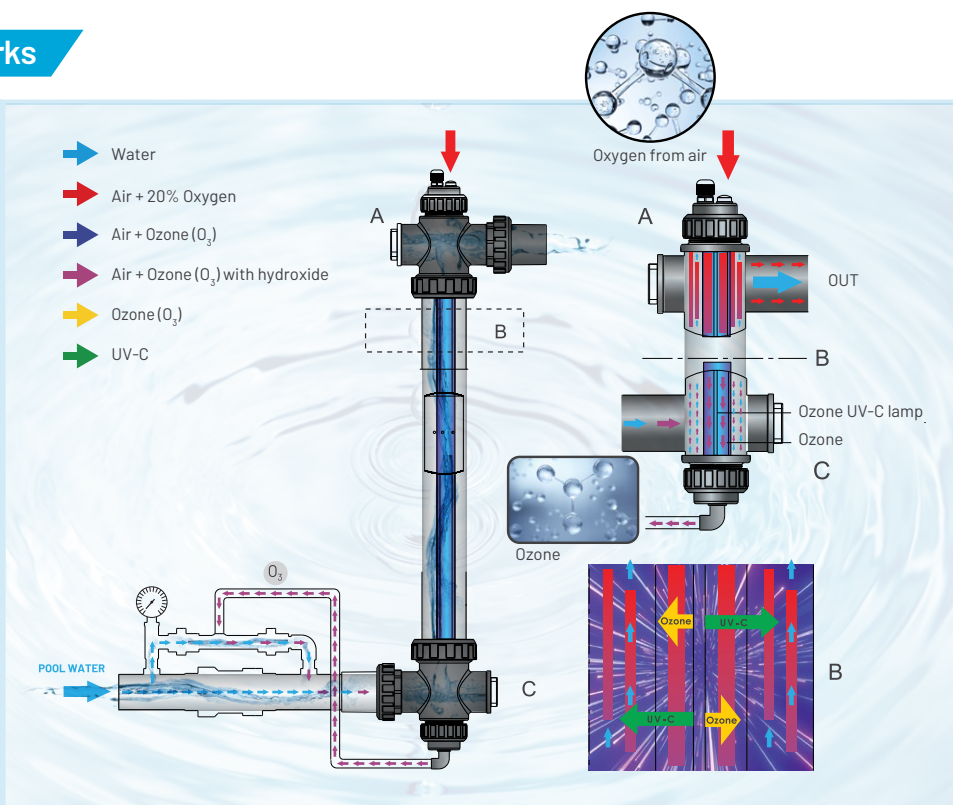 rks
Water
Air + 20% Oxygen
Air + Ozone (O₃)
Air + Ozone (O₃) with hydroxide
Ozone (O₃)
UV-C
A
B
C
O₃
POOL WATER
Oxygen from air
A
OUT
B
Ozone UV-C lamp
Ozone
C
Ozone
Ozone
UV-C
UV-C
Ozone
B